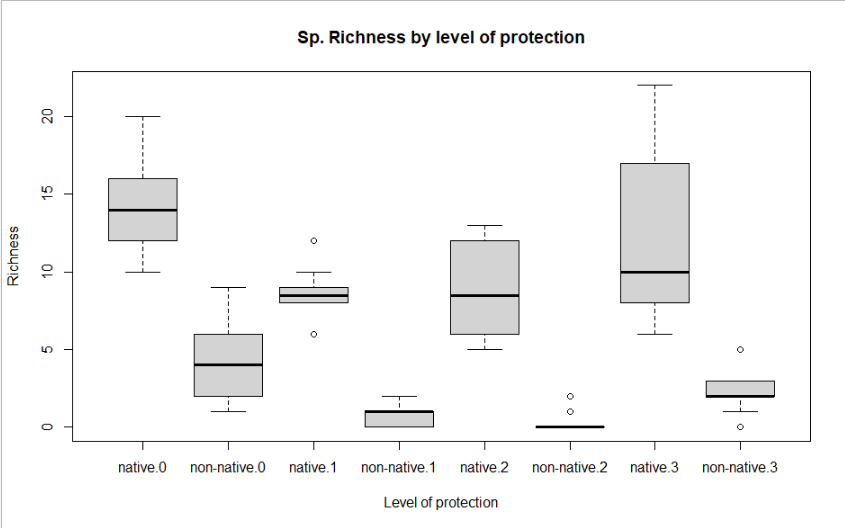 Sp. Richness by level of protection
Richness
20
15
10
5
0
native.0 non-native.0 native.1 non-native.1 native.2 non-native.2 native.3 non-native.3
Level of protection